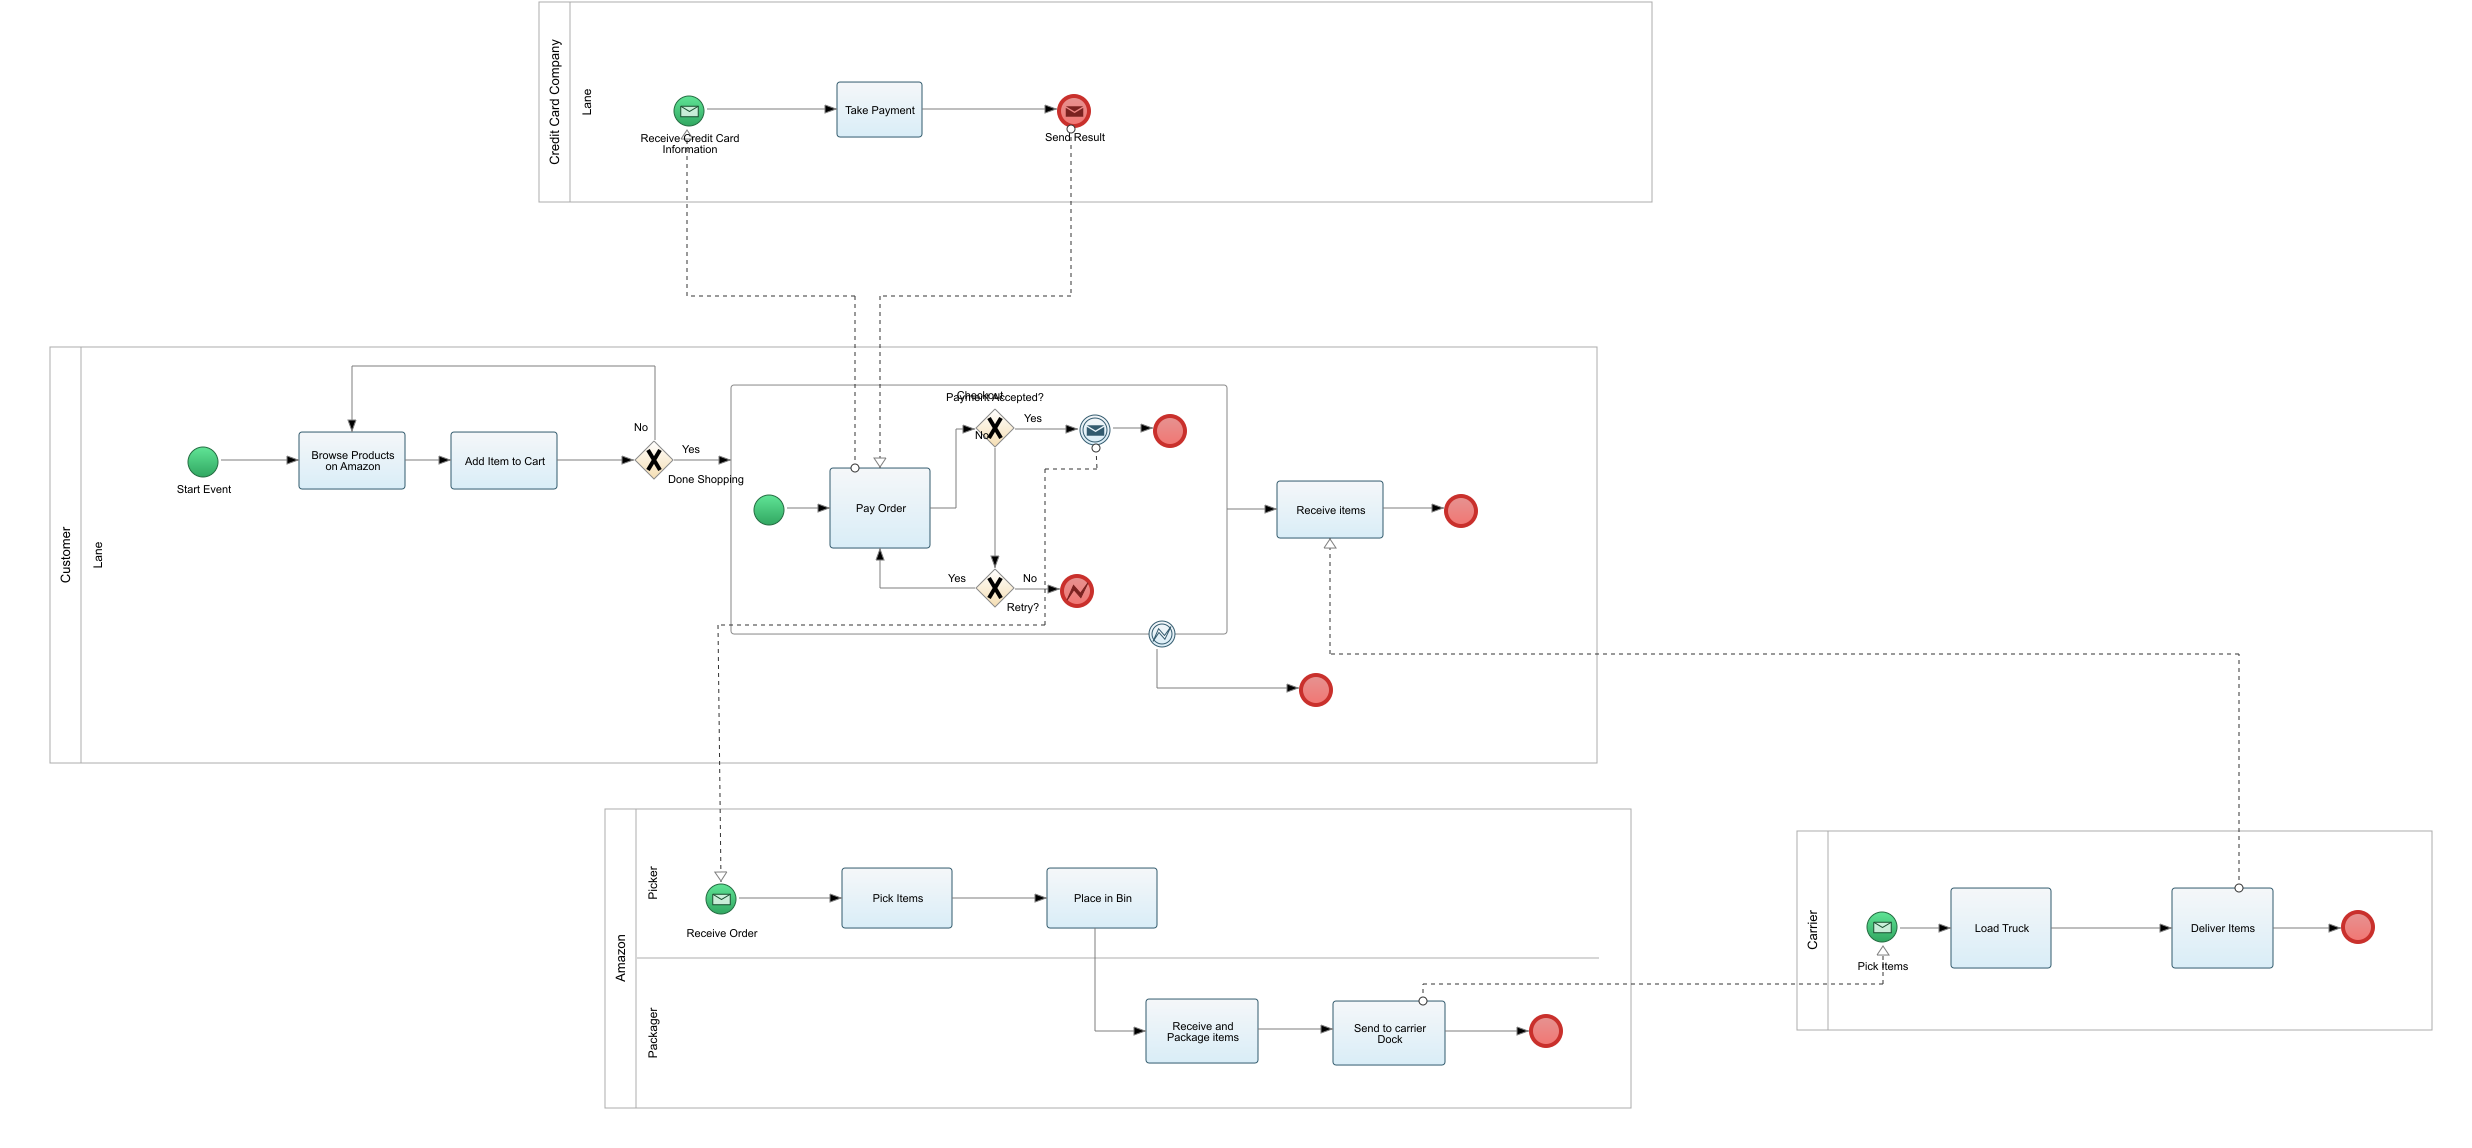 Credit Card Company
Lane
Receive Credit Card
Information
Take Payment
Send Result
Customer
Lane
Start Event
Browse Products
on Amazon
Add Item to Cart
No
Yes
Done Shopping
Checkout
Payment Accepted?
Yes
No
Pay Order
Yes
No
Retry?
Receive items
Amazon
Picker
Receive Order
Pick Items
Place in Bin
Packager
Receive and
Package items
Send to carrier
Dock
Carrier
Pick Items
Load Truck
Deliver Items